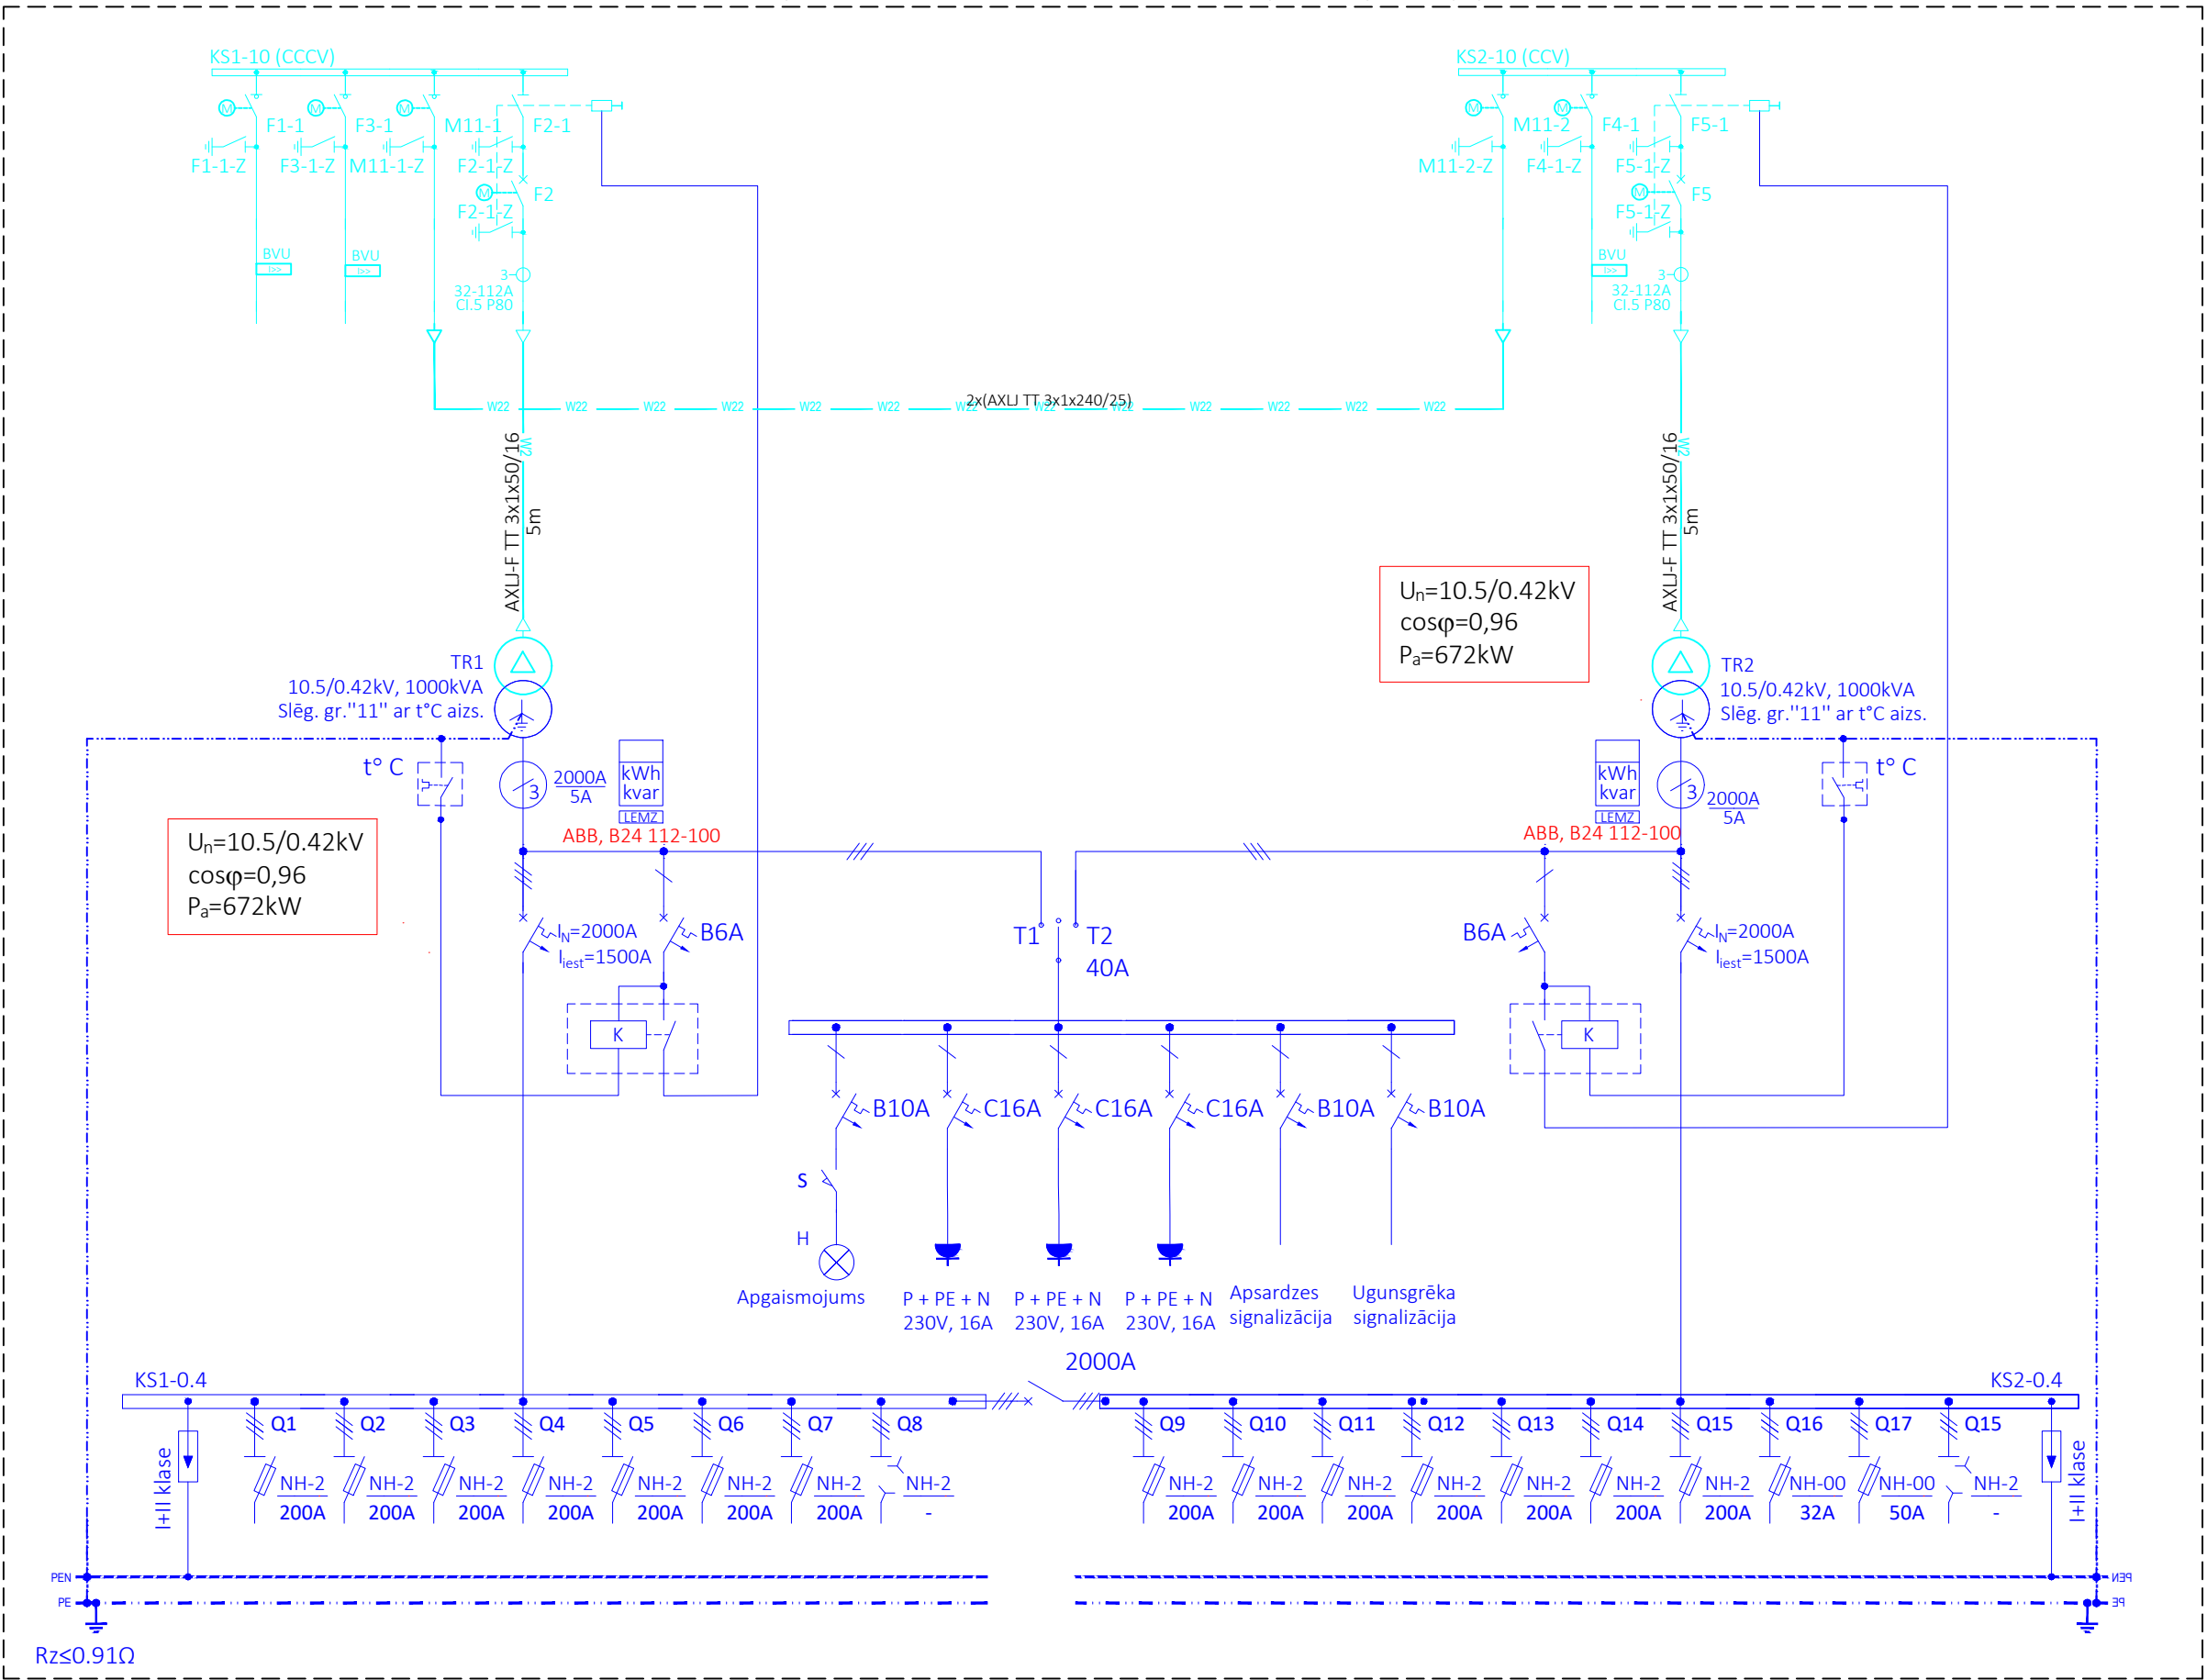 KS1-10 (CCCV)
KS2-10 (CCV)
M
M
M
F1-1
F3-1
M11-1
F2-1
F1-1-Z
F3-1-Z
M11-1-Z
F2-1-Z
M
F2
F2-1-Z
BVU
I>>
BVU
I>>
3
32-112A
Cl.5 P80
M
M
M11-2
F4-1
F5-1
M11-2-Z
F4-1-Z
F5-1-Z
M
F5
F5-1-Z
BVU
I>>
3
32-112A
Cl.5 P80
W22 W22 W22 W22 W22 W22 W22 W22 W22 W22 W22 W22 W22
2x(AXLJ TT 3x1x240/25)
W2
AXLJ-F TT 3x1x50/16
5m
W2
AXLJ-F TT 3x1x50/16
5m
Un=10.5/0.42kV
cosφ=0,96
Pa=672kW
TR1
10.5/0.42kV, 1000kVA
Slēg. gr."11" ar t°C aizs.
TR2
10.5/0.42kV, 1000kVA
Slēg. gr."11" ar t°C aizs.
t° C
3
2000A
5A
kWh
kvar
LEMZ
ABB, B24 112-100
kWh
kvar
LEMZ
ABB, B24 112-100
3
2000A
5A
t° C
Un=10.5/0.42kV
cosφ=0,96
Pa=672kW
IN=2000A
Iiest=1500A
B6A
T1
T2
40A
B6A
IN=2000A
Iiest=1500A
K
K
B10A
C16A
C16A
C16A
B10A
B10A
S
H
Apgaismojums
P + PE + N
230V, 16A
P + PE + N
230V, 16A
P + PE + N
230V, 16A
Apsardzes
signalizācija
Ugunsgrēka
signalizācija
2000A
KS1-0.4
KS2-0.4
Q1 Q2 Q3 Q4 Q5 Q6 Q7 Q8
Q9 Q10 Q11 Q12 Q13 Q14 Q15 Q16 Q17 Q15
I+II klase
NH-2 NH-2 NH-2 NH-2 NH-2 NH-2 NH-2 NH-2
200A 200A 200A 200A 200A 200A 200A -
NH-2 NH-2 NH-2 NH-2 NH-2 NH-2 NH-2 NH-00 NH-00 NH-2
200A 200A 200A 200A 200A 200A 200A 32A 50A -
I+II klase
PEN
PEN
PE
PE
Rz≤0.91Ω